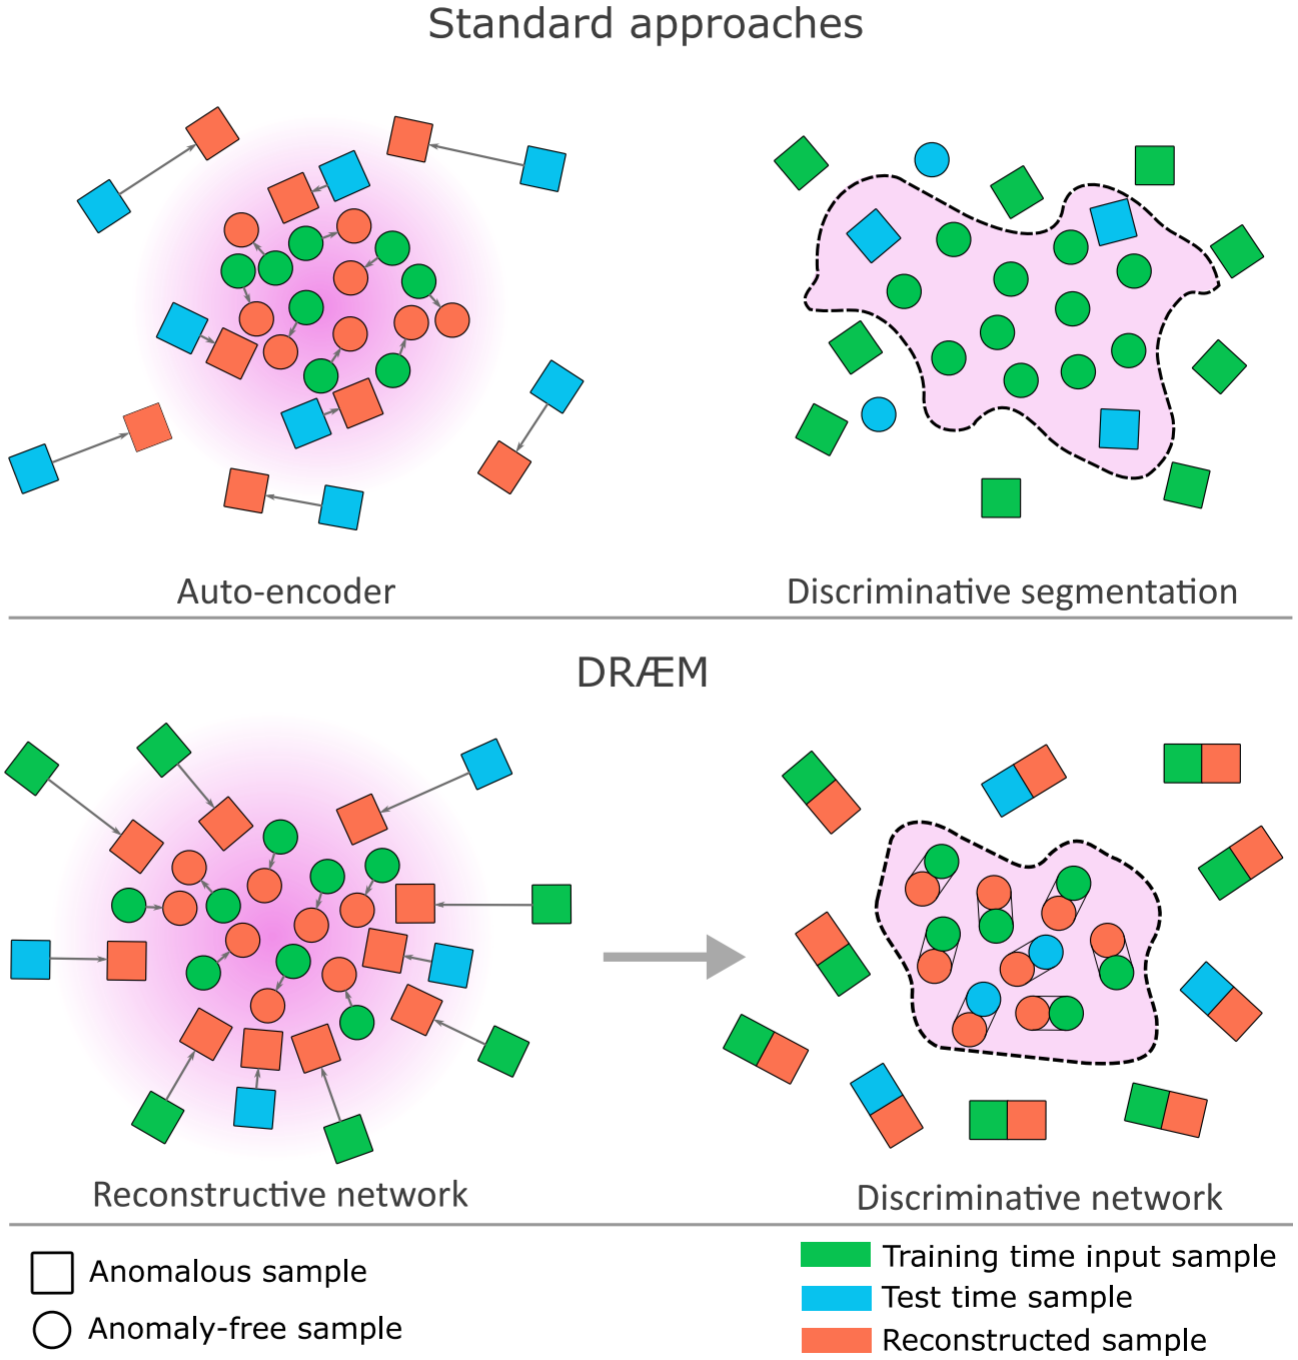 Standard approaches
Auto-encoder
Discriminative segmentation
DRÆM
Reconstructive network
Discriminative network
Anomalous sample
Anomaly-free sample
Training time input sample
Test time sample
Reconstructed sample